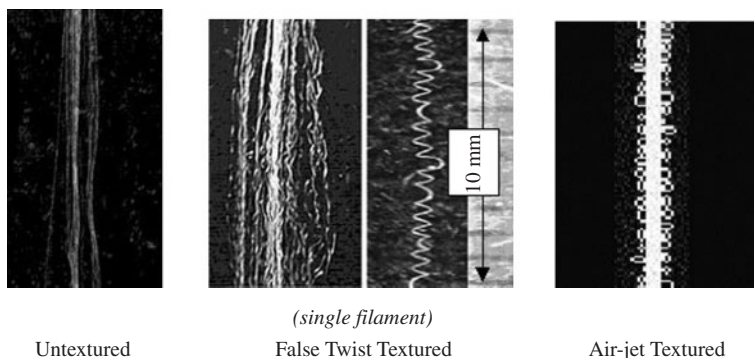 10 mm
(single filament)
Untextured
False Twist Textured
Air-jet Textured